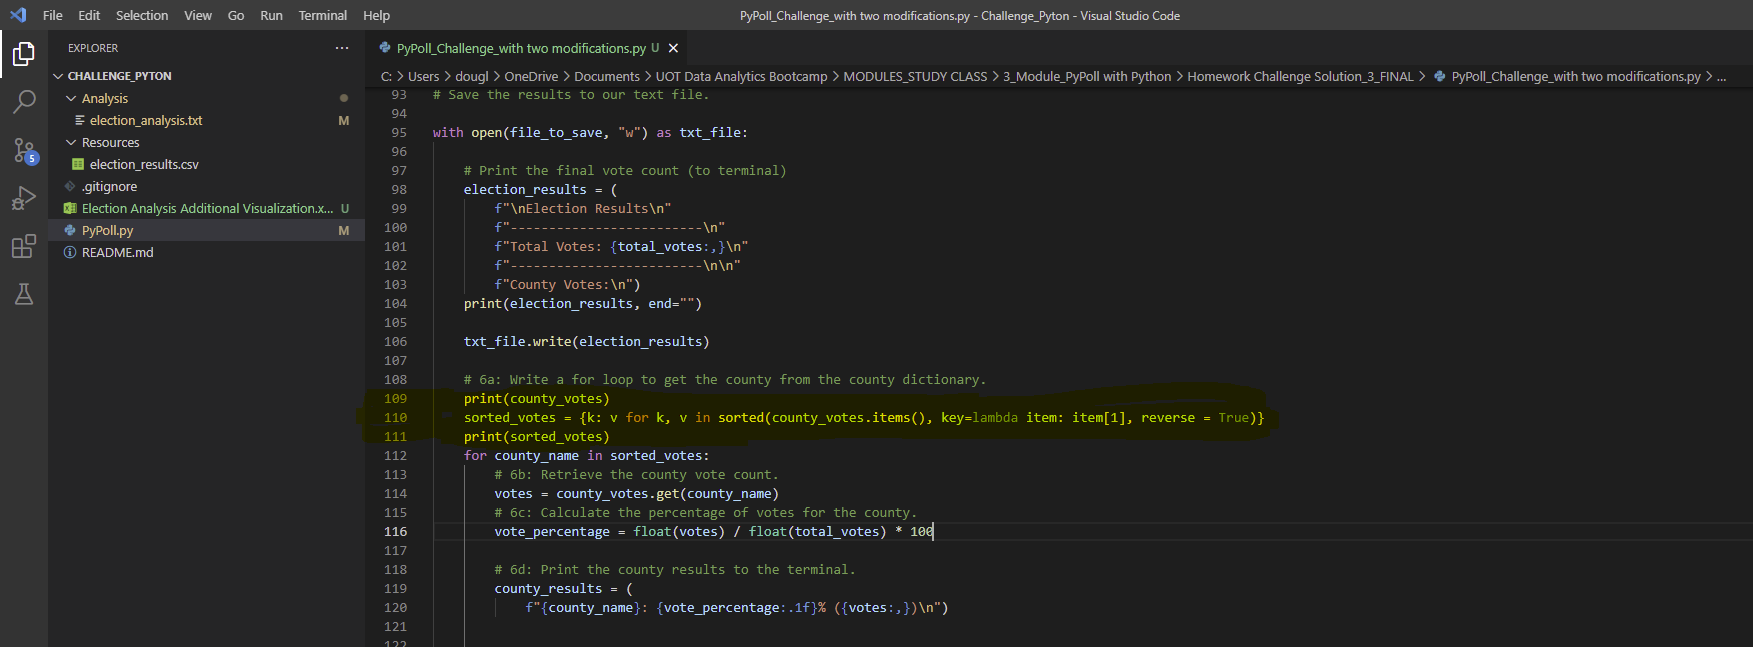 File Edit Selection View Go Run Terminal Help
PyPoll_Challenge_with two modifications.py - Challenge_Pyton - Visual Studio Code
EXPLORER ···
CHALLENGE_PYTON
Analysis
election_analysis.txt M
Resources
election_results.csv
.gitignore
Election Analysis Additional Visualization.x... U
PyPoll.py M
README.md
5
PyPoll_Challenge_with two modifications.py U
C: > Users > dougl > OneDrive > Documents > UOT Data Analytics Bootcamp > MODULES_STUDY CLASS > 3_Module_PyPoll with Python > Homework Challenge Solution_3_FINAL > PyPoll_Challenge_with two modifications.py > ...
93 # Save the results to our text file.
94
95 with open(file_to_save, "w") as txt_file:
96
97 # Print the final vote count (to terminal)
98 election_results = (
99 f"\nElection Results\n"
100 f"-------------------------\n"
101 f"Total Votes: {total_votes:,}\n"
102 f"-------------------------\n\n"
103 f"County Votes:\n")
104 print(election_results, end="")
105
106 txt_file.write(election_results)
107
108 # 6a: Write a for loop to get the county from the county dictionary.
109 print(county_votes)
110 sorted_votes = {k: v for k, v in sorted(county_votes.items(), key=lambda item: item[1], reverse = True)}
111 print(sorted_votes)
112 for county_name in sorted_votes:
113 # 6b: Retrieve the county vote count.
114 votes = county_votes.get(county_name)
115 # 6c: Calculate the percentage of votes for the county.
116 vote_percentage = float(votes) / float(total_votes) * 100
117
118 # 6d: Print the county results to the terminal.
119 county_results = (
120 f"{county_name}: {vote_percentage:.1f}% ({votes:,})\n")
121
122